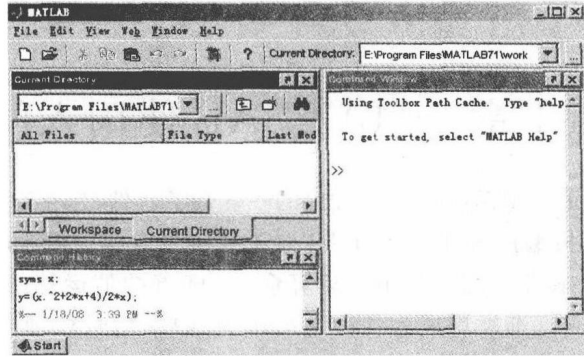 MATLAB
File Edit View Web Window Help
? Current Directory: E:\Program Files\MATLAB71\work ...
Current Directory
E:\Program Files\MATLAB71\ ...
All Files File Type Last Mod
Workspace Current Directory
Command History
syms x;
y=(x.^2+2*x+4)/2*x);
%-- 1/18/08 3:39 PM --%
Command Window
Using Toolbox Path Cache. Type "help
To get started, select "MATLAB Help"
>>
Start